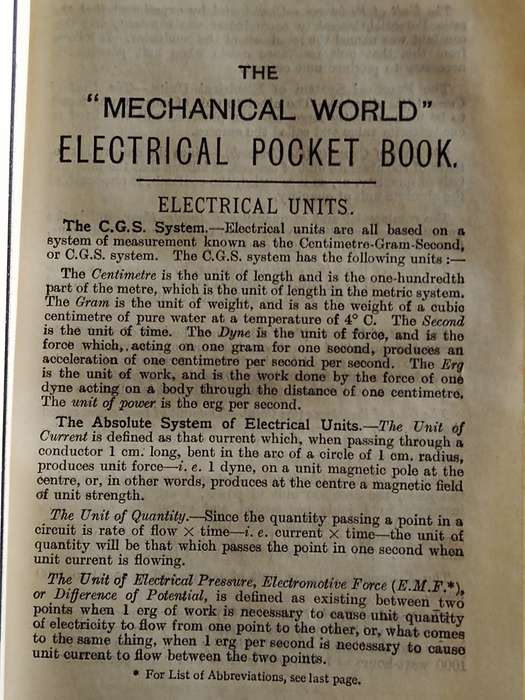 THE
"MECHANICAL WORLD"
ELECTRICAL POCKET BOOK.
ELECTRICAL UNITS.
The C.G.S. System.—Electrical units are all based on a
system of measurement known as the Centimetre-Gram-Second,
or C.G.S. system. The C.G.S. system has the following units :—
The Centimetre is the unit of length and is the one-hundredth
part of the metre, which is the unit of length in the metric system.
The Gram is the unit of weight, and is as the weight of a cubic
centimetre of pure water at a temperature of 4° C. The Second
is the unit of time. The Dyne is the unit of force, and is the
force which, acting on one gram for one second, produces an
acceleration of one centimetre per second per second. The Erg
is the unit of work, and is the work done by the force of one
dyne acting on a body through the distance of one centimetre.
The unit of power is the erg per second.
The Absolute System of Electrical Units.—The Unit of
Current is defined as that current which, when passing through a
conductor 1 cm. long, bent in the arc of a circle of 1 cm. radius,
produces unit force—i. e. 1 dyne, on a unit magnetic pole at the
centre, or, in other words, produces at the centre a magnetic field
of unit strength.
The Unit of Quantity.—Since the quantity passing a point in a
circuit is rate of flow × time—i. e. current × time—the unit of
quantity will be that which passes the point in one second when
unit current is flowing.
The Unit of Electrical Pressure, Electromotive Force (E.M.F.*),
or Difference of Potential, is defined as existing between two
points when 1 erg of work is necessary to cause unit quantity
of electricity to flow from one point to the other, or, what comes
to the same thing, when 1 erg per second is necessary to cause
unit current to flow between the two points.
* For List of Abbreviations, see last page.